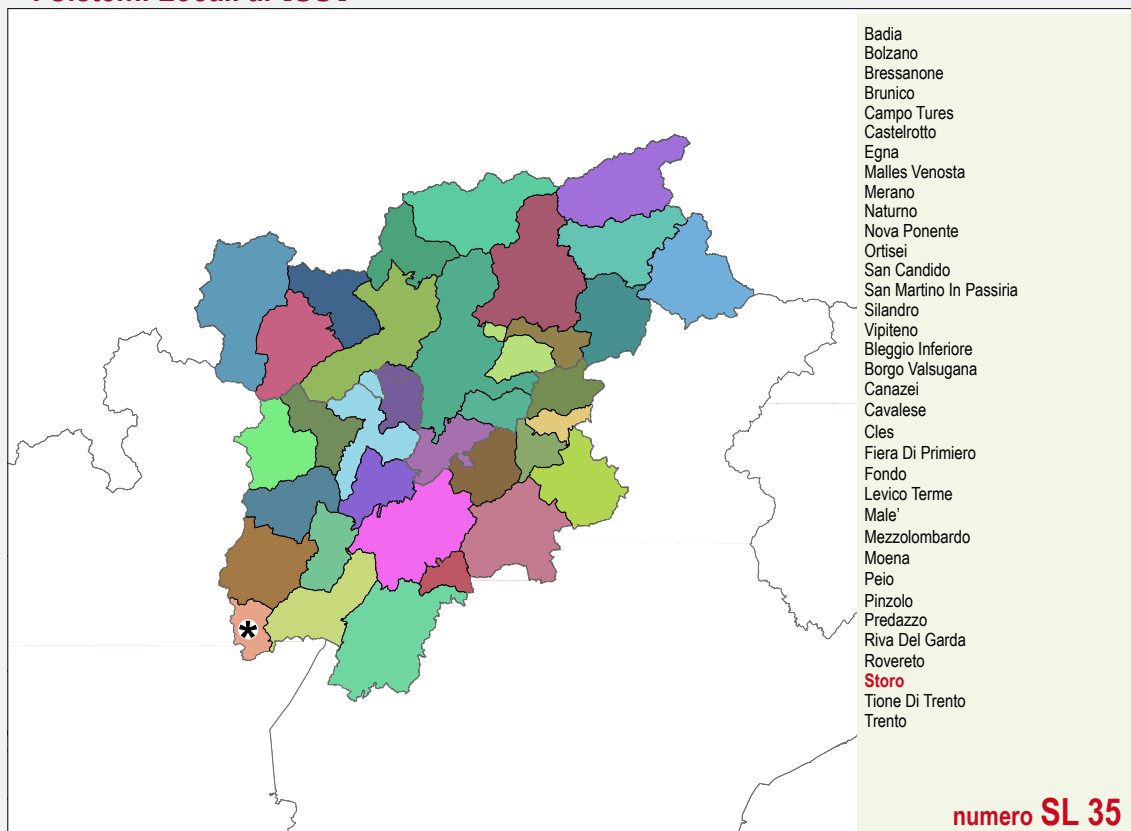 Badia
Bolzano
Bressanone
Brunico
Campo Tures
Castelrotto
Egna
Malles Venosta
Merano
Naturno
Nova Ponente
Ortisei
San Candido
San Martino In Passiria
Silandro
Vipiteno
Bleggio Inferiore
Borgo Valsugana
Canazei
Cavalese
Cles
Fiera Di Primiero
Fondo
Levico Terme
Male’
Mezzolombardo
Moena
Peio
Pinzolo
Predazzo
Riva Del Garda
Rovereto
Storo
Tione Di Trento
Trento
*
numero SL 35